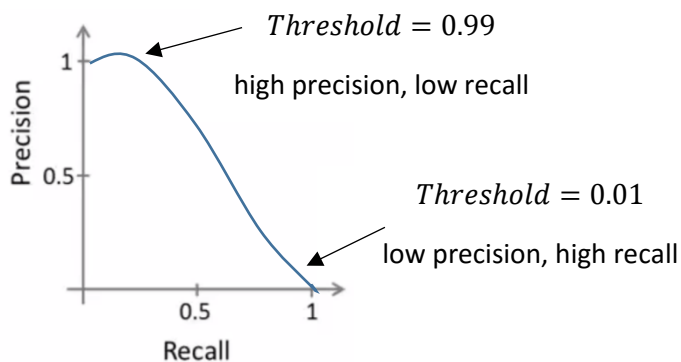 Threshold = 0.99
1
high precision, low recall
Precision
0.5
Threshold = 0.01
low precision, high recall
0.5
1
Recall